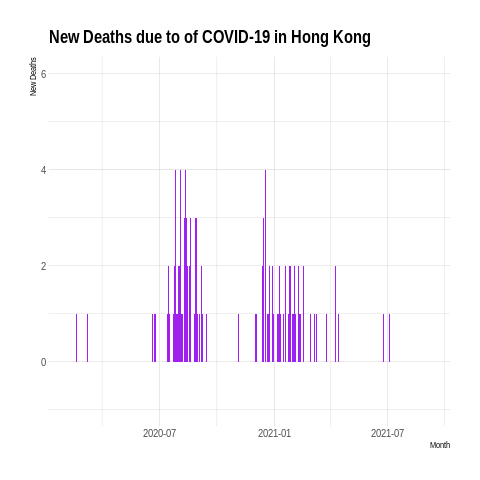 New Deaths due to of COVID-19 in Hong Kong
New Deaths
6
4
2
0
2020-07
2021-01
2021-07
Month